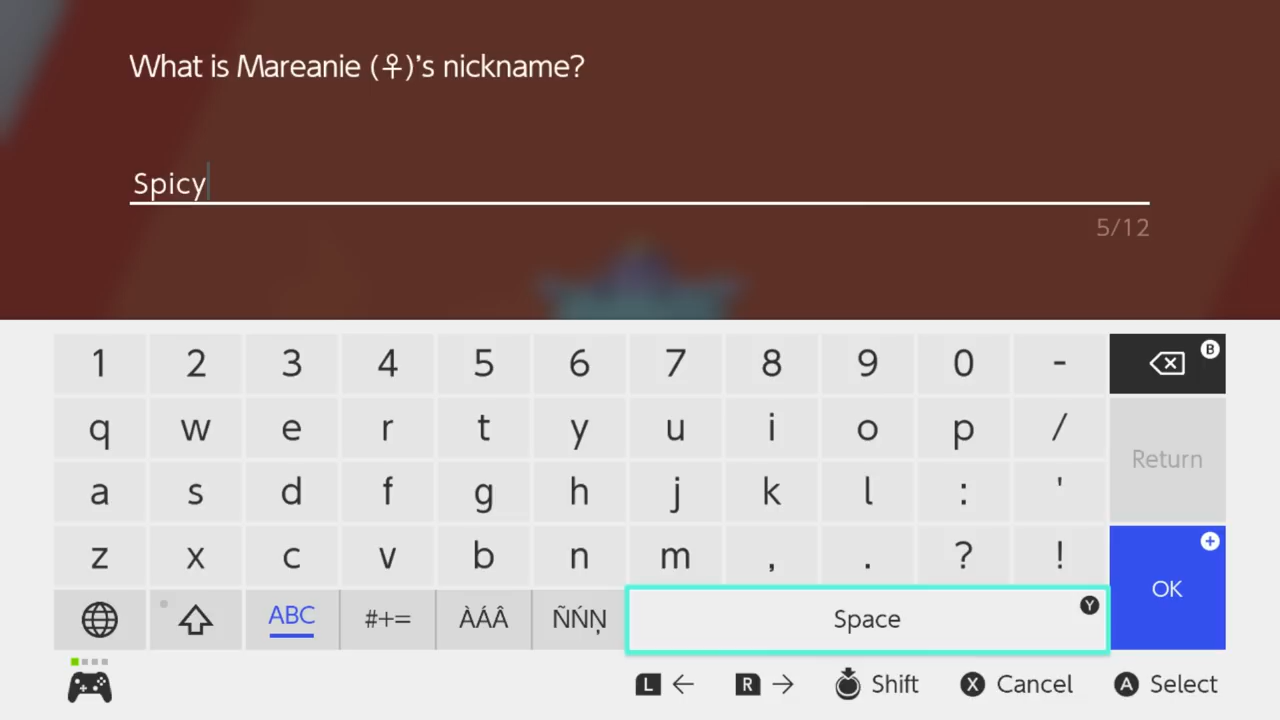 What is Mareanie (♀)'s nickname?
Spicy
5/12
1 2 3 4 5 6 7 8 9 0 - B
q w e r t y u i o p / Return
a s d f g h j k l : '
z x c v b n m , . ? ! +
ABC #+= ÀÁÂ ÑŃŅ Space Y OK
L ← R → Shift X Cancel A Select